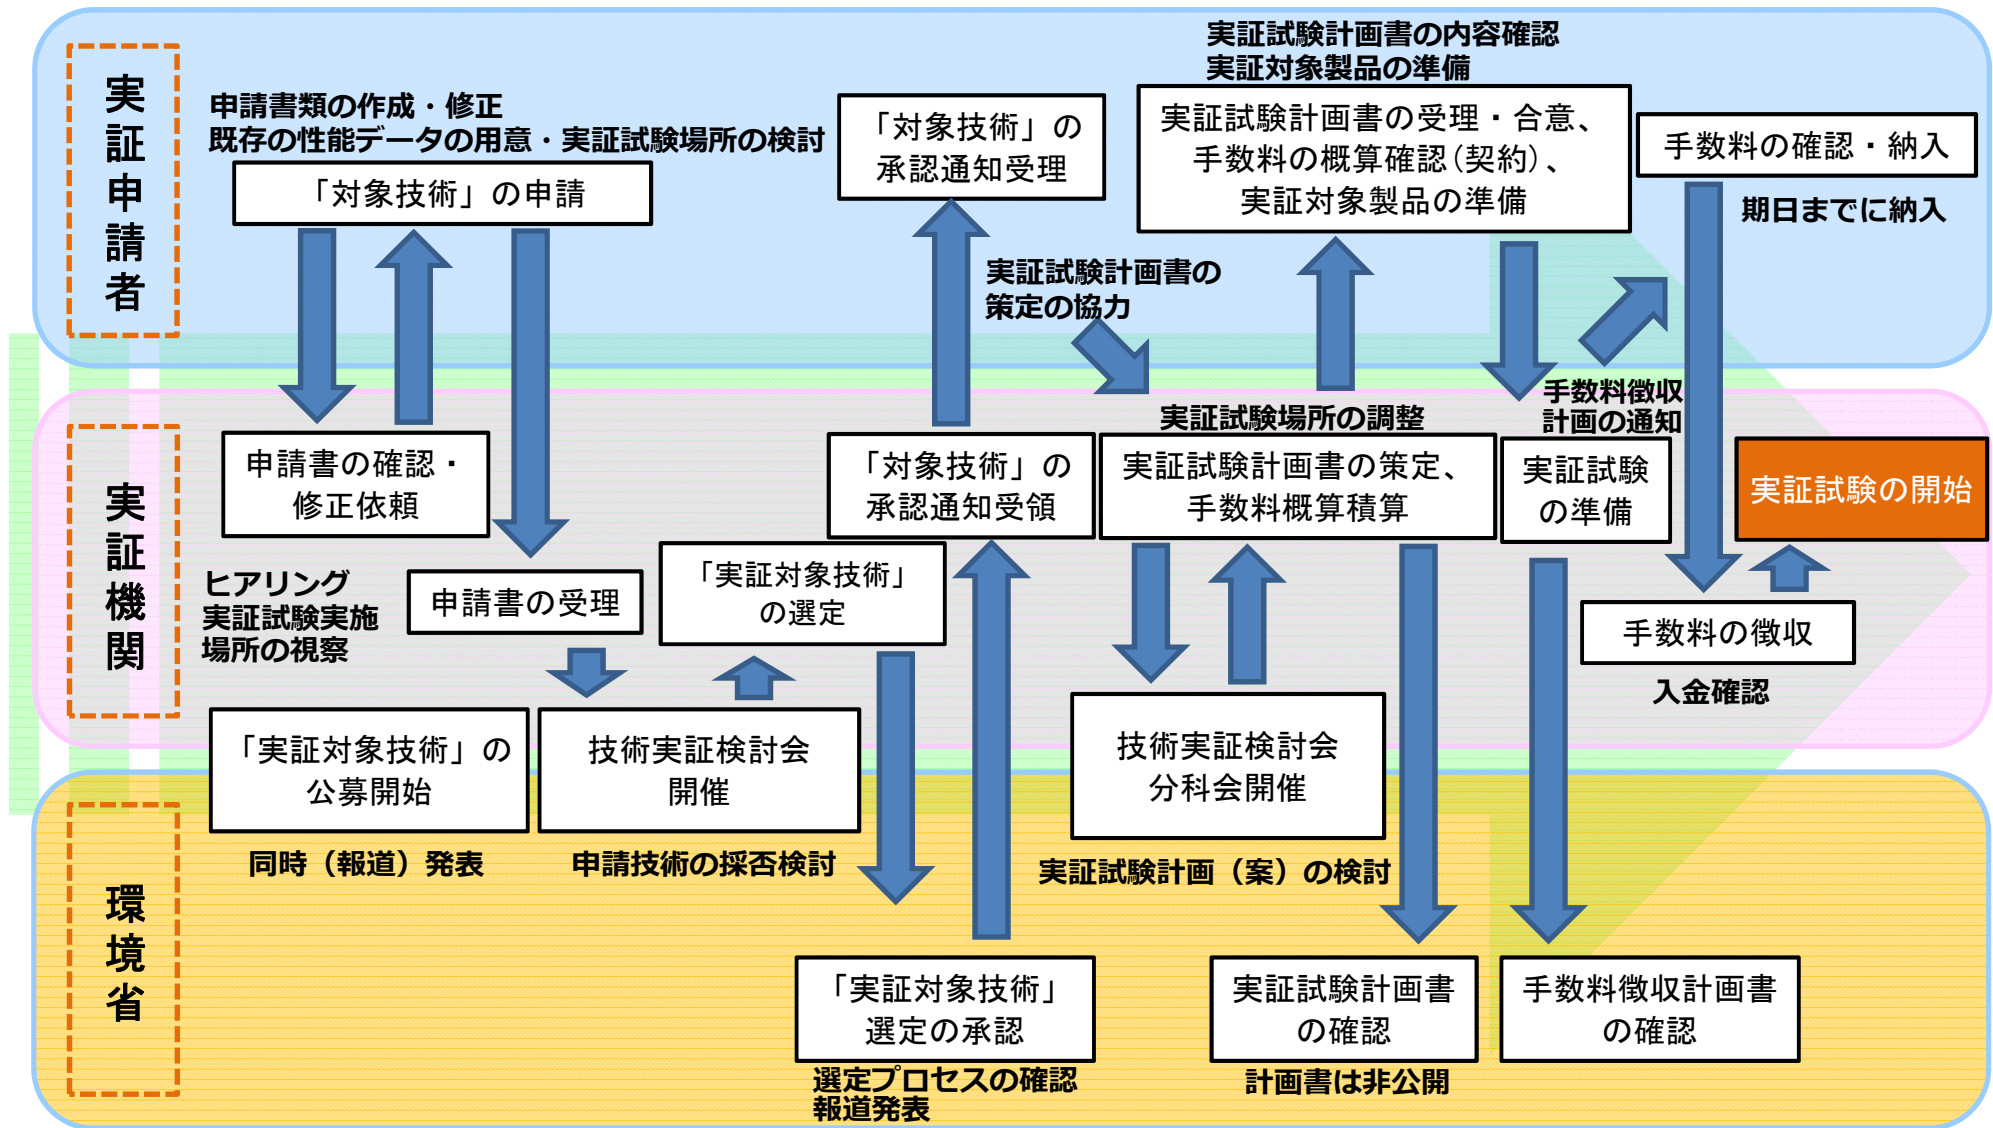 実証申請者
申請書類の作成・修正
既存の性能データの用意・実証試験場所の検討
「対象技術」の申請
「対象技術」の
承認通知受理
実証試験計画書の
策定の協力
実証試験計画書の内容確認
実証対象製品の準備
実証試験計画書の受理・合意、
手数料の概算確認(契約)、
実証対象製品の準備
手数料の確認・納入
期日までに納入
実証機関
申請書の確認・
修正依頼
ヒアリング
実証試験実施
場所の視察
申請書の受理
「実証対象技術」
の選定
「対象技術」の
承認通知受領
実証試験場所の調整
実証試験計画書の策定、
手数料概算積算
手数料徴収
計画の通知
実証試験
の準備
実証試験の開始
手数料の徴収
入金確認
「実証対象技術」の
公募開始
同時（報道）発表
技術実証検討会
開催
申請技術の採否検討
技術実証検討会
分科会開催
実証試験計画（案）の検討
環境省
「実証対象技術」
選定の承認
選定プロセスの確認
報道発表
実証試験計画書
の確認
計画書は非公開
手数料徴収計画書
の確認